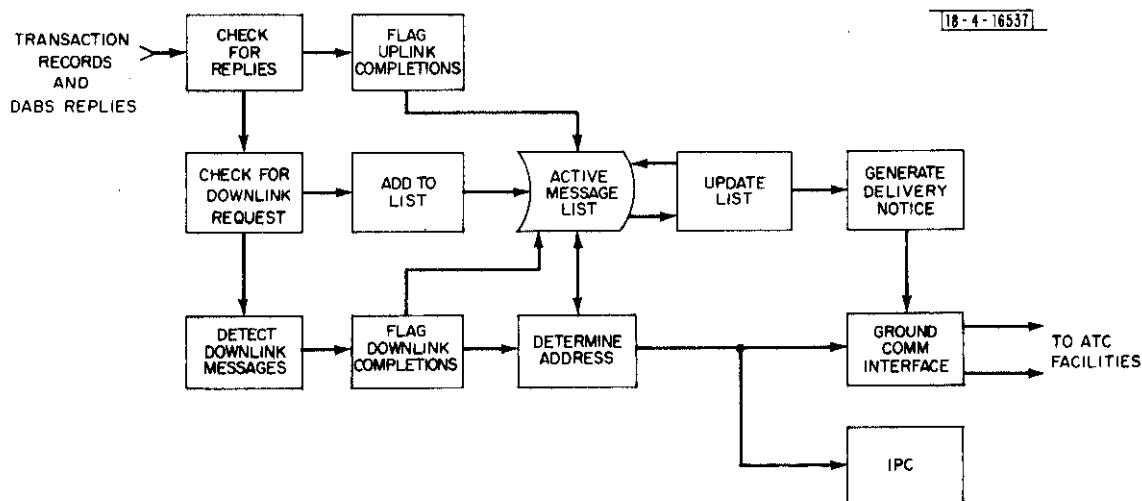 18-4-16537
TRANSACTION
RECORDS
AND
DABS REPLIES
CHECK
FOR
REPLIES
FLAG
UPLINK
COMPLETIONS
CHECK FOR
DOWNLINK
REQUEST
ADD TO
LIST
ACTIVE
MESSAGE
LIST
UPDATE
LIST
GENERATE
DELIVERY
NOTICE
DETECT
DOWNLINK
MESSAGES
FLAG
DOWNLINK
COMPLETIONS
DETERMINE
ADDRESS
GROUND
COMM
INTERFACE
TO ATC
FACILITIES
IPC